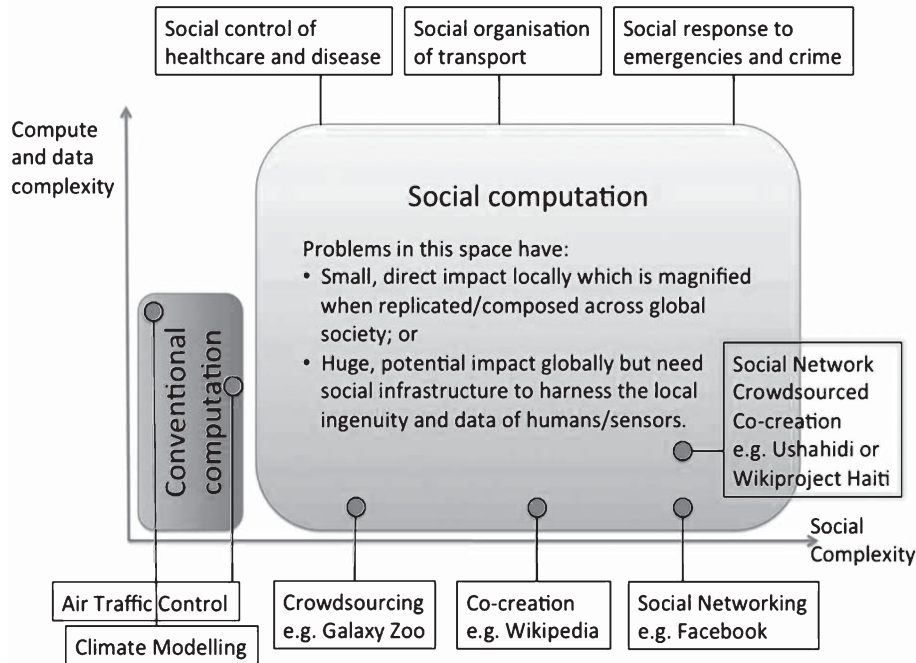 Social control of
healthcare and disease
Social organisation
of transport
Social response to
emergencies and crime
Compute
and data
complexity
Social computation
Problems in this space have:
• Small, direct impact locally which is magnified
when replicated/composed across global
society; or
• Huge, potential impact globally but need
social infrastructure to harness the local
ingenuity and data of humans/sensors.
Conventional
computation
Social Network
Crowdsourced
Co-creation
e.g. Ushahidi or
Wikiproject Haiti
Social
Complexity
Air Traffic Control
Climate Modelling
Crowdsourcing
e.g. Galaxy Zoo
Co-creation
e.g. Wikipedia
Social Networking
e.g. Facebook